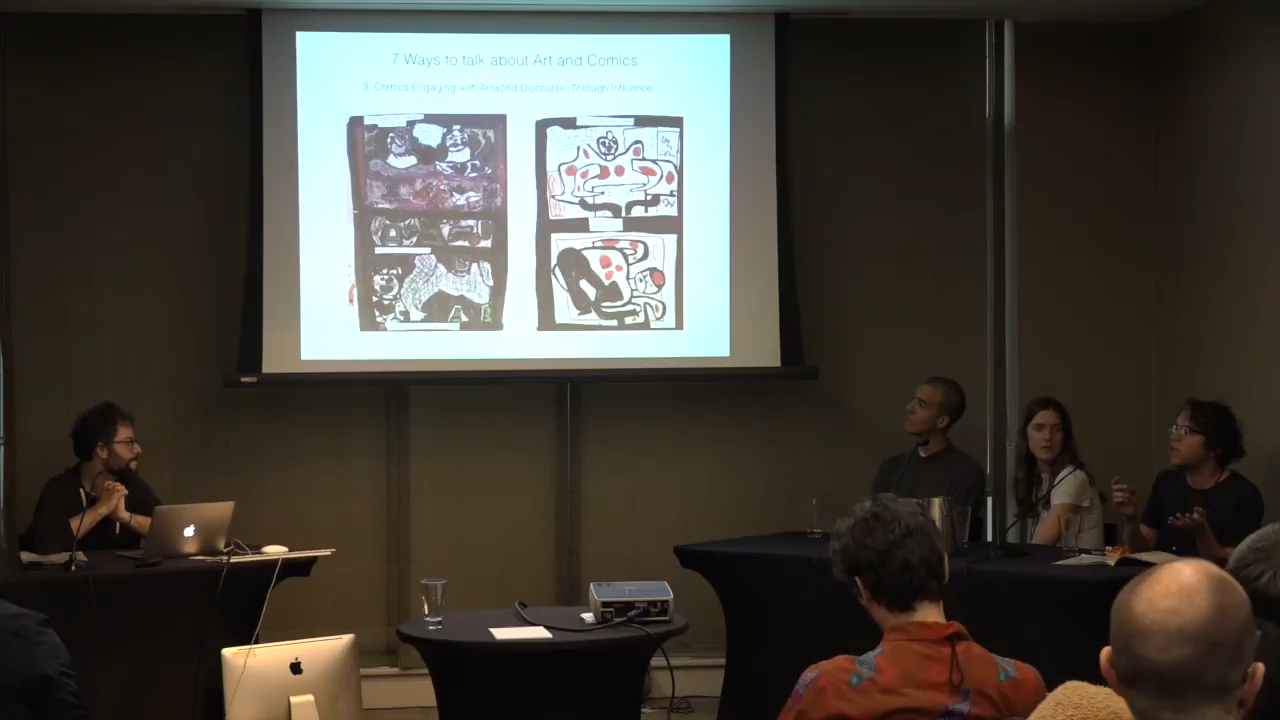 7 Ways to talk about Art and Comics
3. Comics Engaging with Artworld Discourse: Through Influence